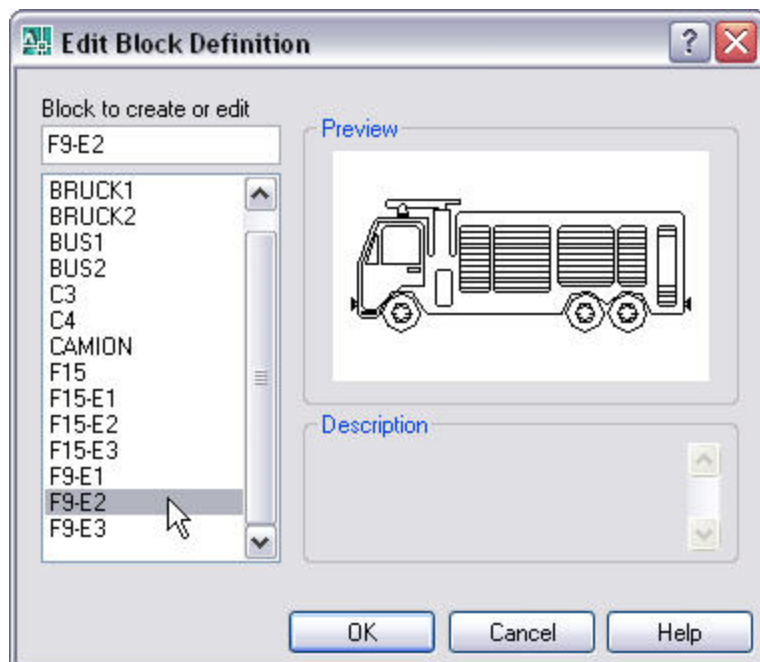 Edit Block Definition
Block to create or edit
F9-E2
BRUCK1
BRUCK2
BUS1
BUS2
C3
C4
CAMION
F15
F15-E1
F15-E2
F15-E3
F9-E1
F9-E2
F9-E3
Preview
Description
OK
Cancel
Help